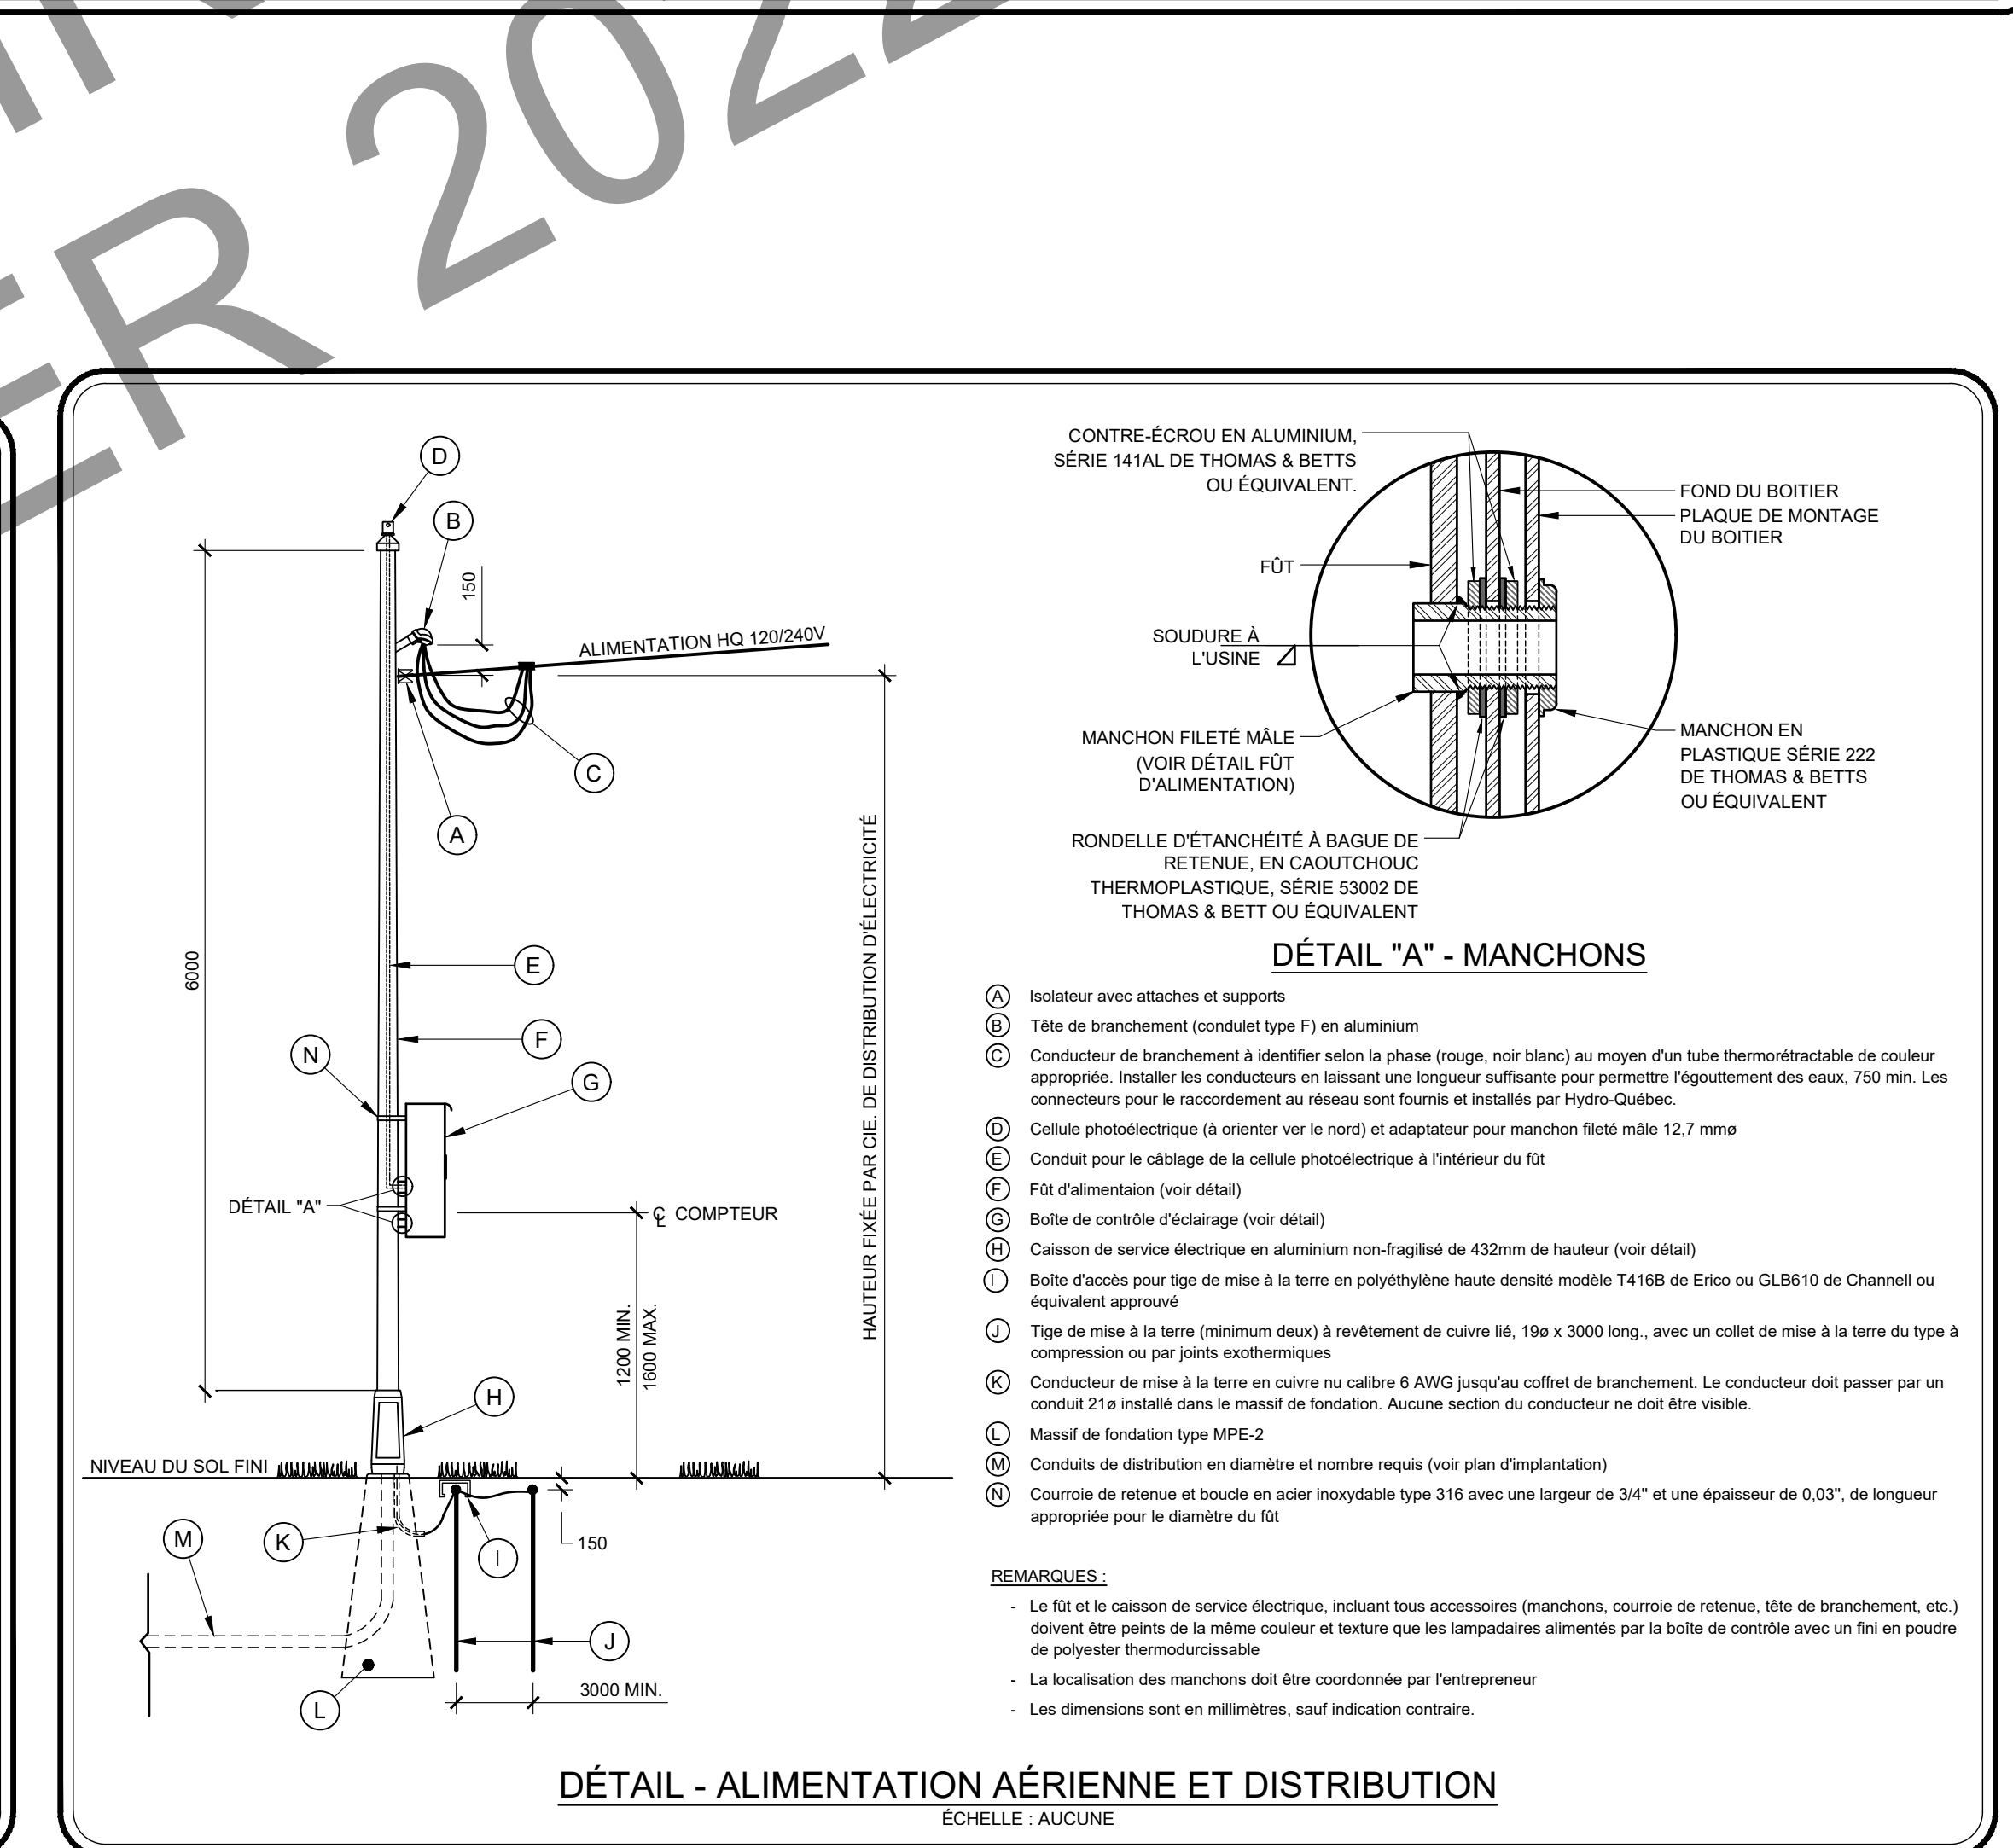 ER 2022
D
B
150
ALIMENTATION HQ 120/240V
C
A
6000
E
F
N
G
DÉTAIL "A"
℄ COMPTEUR
HAUTEUR FIXÉE PAR CIE. DE DISTRIBUTION D'ÉLECTRICITÉ
1200 MIN.
1600 MAX.
H
NIVEAU DU SOL FINI
M
K
I
150
J
L
3000 MIN.
CONTRE-ÉCROU EN ALUMINIUM,
SÉRIE 141AL DE THOMAS & BETTS
OU ÉQUIVALENT.
FOND DU BOITIER
PLAQUE DE MONTAGE
DU BOITIER
FÛT
SOUDURE À
L'USINE
MANCHON FILETÉ MÂLE
(VOIR DÉTAIL FÛT
D'ALIMENTATION)
MANCHON EN
PLASTIQUE SÉRIE 222
DE THOMAS & BETTS
OU ÉQUIVALENT
RONDELLE D'ÉTANCHÉITÉ À BAGUE DE
RETENUE, EN CAOUTCHOUC
THERMOPLASTIQUE, SÉRIE 53002 DE
THOMAS & BETT OU ÉQUIVALENT
DÉTAIL "A" - MANCHONS
A Isolateur avec attaches et supports
B Tête de branchement (condulet type F) en aluminium
C Conducteur de branchement à identifier selon la phase (rouge, noir blanc) au moyen d'un tube thermorétractable de couleur
appropriée. Installer les conducteurs en laissant une longueur suffisante pour permettre l'égouttement des eaux, 750 min. Les
connecteurs pour le raccordement au réseau sont fournis et installés par Hydro-Québec.
D Cellule photoélectrique (à orienter ver le nord) et adaptateur pour manchon fileté mâle 12,7 mmø
E Conduit pour le câblage de la cellule photoélectrique à l'intérieur du fût
F Fût d'alimentaion (voir détail)
G Boîte de contrôle d'éclairage (voir détail)
H Caisson de service électrique en aluminium non-fragilisé de 432mm de hauteur (voir détail)
I Boîte d'accès pour tige de mise à la terre en polyéthylène haute densité modèle T416B de Erico ou GLB610 de Channell ou
équivalent approuvé
J Tige de mise à la terre (minimum deux) à revêtement de cuivre lié, 19ø x 3000 long., avec un collet de mise à la terre du type à
compression ou par joints exothermiques
K Conducteur de mise à la terre en cuivre nu calibre 6 AWG jusqu'au coffret de branchement. Le conducteur doit passer par un
conduit 21ø installé dans le massif de fondation. Aucune section du conducteur ne doit être visible.
L Massif de fondation type MPE-2
M Conduits de distribution en diamètre et nombre requis (voir plan d'implantation)
N Courroie de retenue et boucle en acier inoxydable type 316 avec une largeur de 3/4" et une épaisseur de 0,03", de longueur
appropriée pour le diamètre du fût
REMARQUES :
- Le fût et le caisson de service électrique, incluant tous accessoires (manchons, courroie de retenue, tête de branchement, etc.)
doivent être peints de la même couleur et texture que les lampadaires alimentés par la boîte de contrôle avec un fini en poudre
de polyester thermodurcissable
- La localisation des manchons doit être coordonnée par l'entrepreneur
- Les dimensions sont en millimètres, sauf indication contraire.
DÉTAIL - ALIMENTATION AÉRIENNE ET DISTRIBUTION
ÉCHELLE : AUCUNE